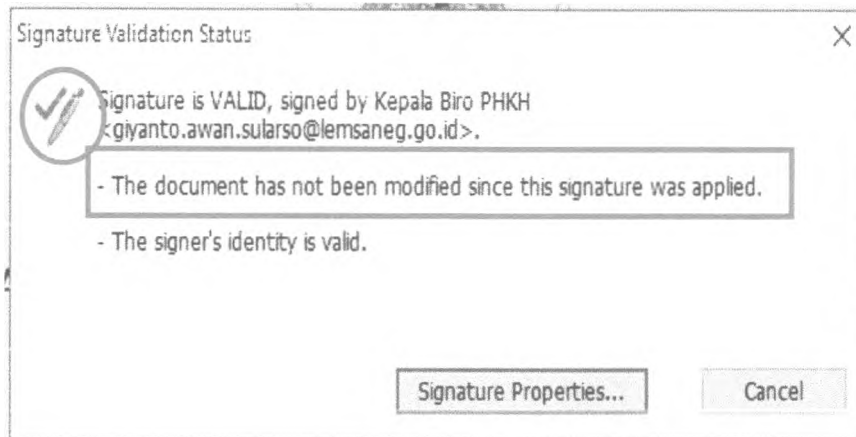 Signature Validation Status
Signature is VALID, signed by Kepala Biro PHKH
<giyanto.awan.sularso@lemsaneg.go.id>.
- The document has not been modified since this signature was applied.
- The signer's identity is valid.
Signature Properties...
Cancel